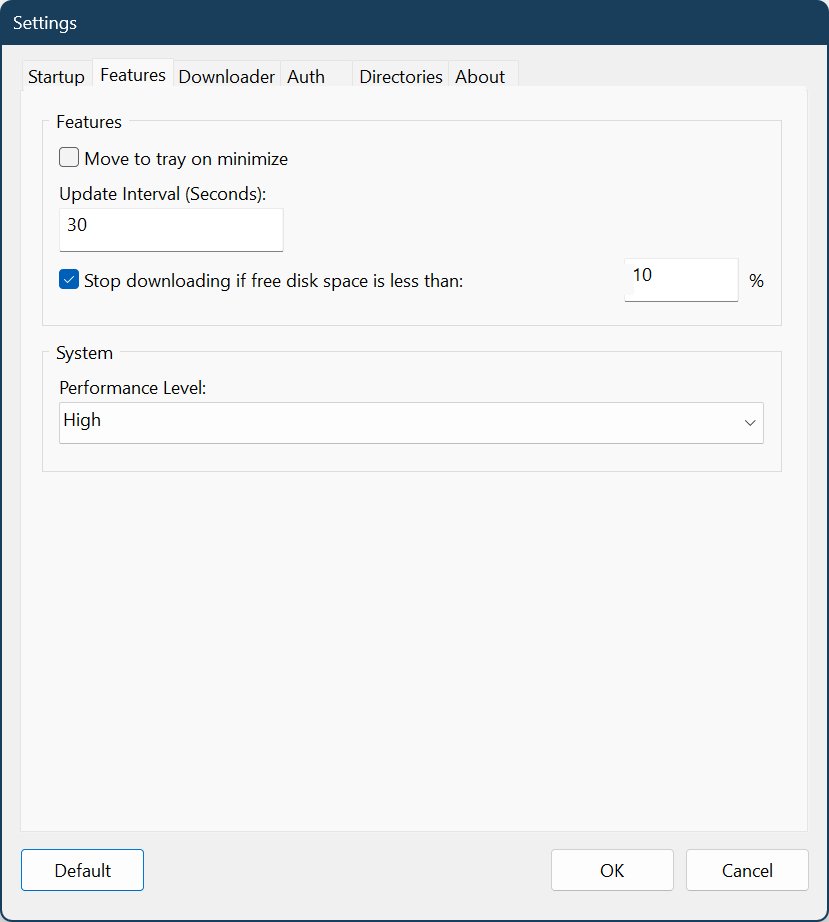 Settings
Startup Features Downloader Auth Directories About
Features
Move to tray on minimize
Update Interval (Seconds):
30
Stop downloading if free disk space is less than: 10 %
System
Performance Level:
High
Default OK Cancel